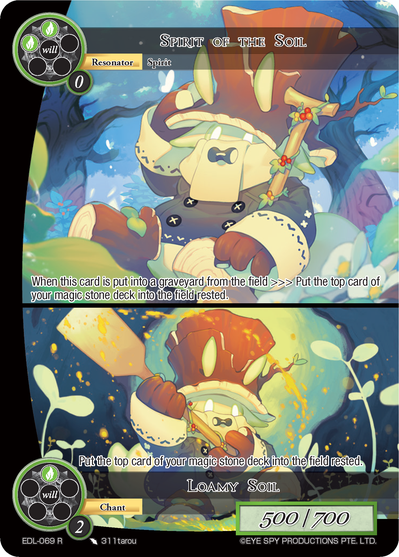 Spirit of the Soil
will
Resonator Spirit
0
When this card is put into a graveyard from the field >>> Put the top card of
your magic stone deck into the field rested.
Put the top card of your magic stone deck into the field rested.
Loamy Soil
will
Chant
500 / 700
2
EDL-069 R 311tarou ©EYE SPY PRODUCTIONS PTE. LTD.